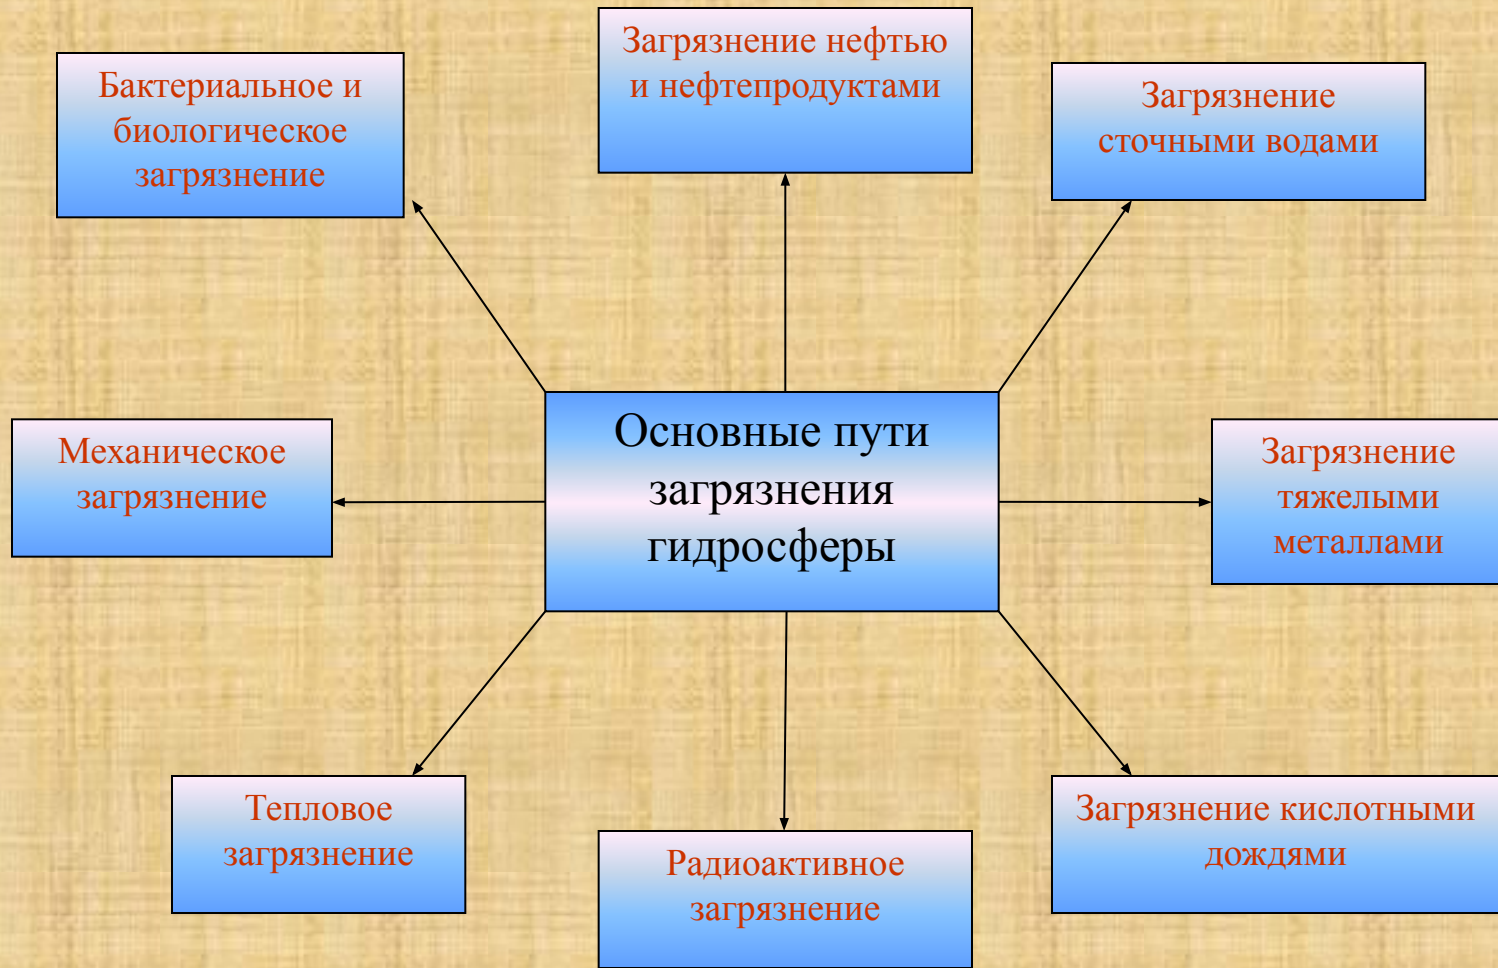 Загрязнение нефтью
и нефтепродуктами
Бактериальное и
биологическое
загрязнение
Загрязнение
сточными водами
Основные пути
загрязнения
гидросферы
Механическое
загрязнение
Загрязнение
тяжелыми
металлами
Тепловое
загрязнение
Радиоактивное
загрязнение
Загрязнение кислотными
дождями